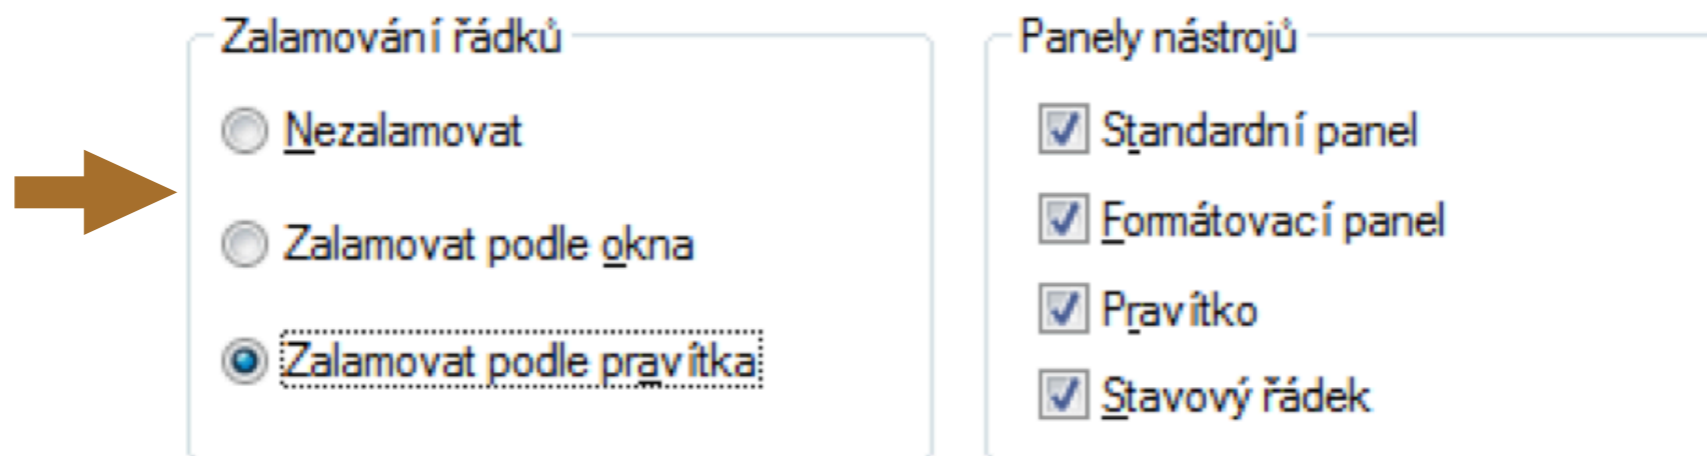 Zalamování řádků
Nezalamovat
Zalamovat podle okna
Zalamovat podle pravítka
Panely nástrojů
Standardní panel
Formátovací panel
Pravítko
Stavový řádek